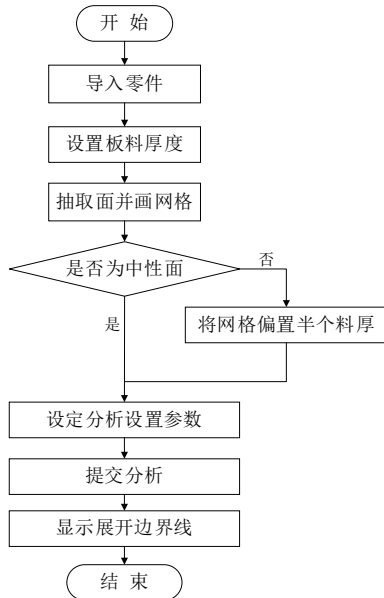 开 始
导入零件
设置板料厚度
抽取面并画网格
是否为中性面
否
是
将网格偏置半个料厚
设定分析设置参数
提交分析
显示展开边界线
结 束